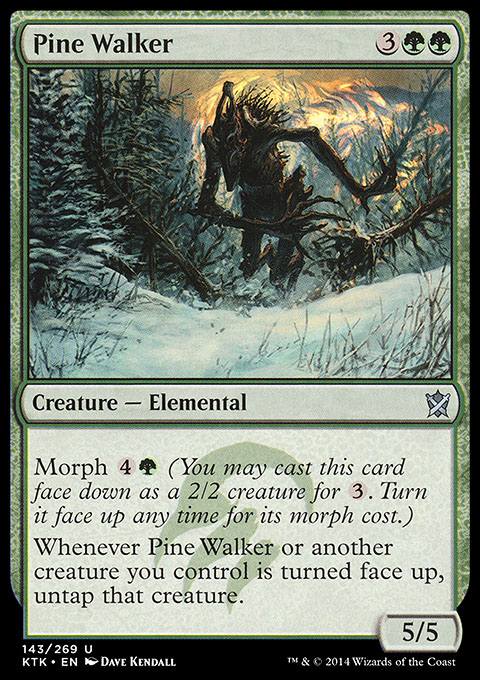 Pine Walker 3
Creature — Elemental
Morph 4 (You may cast this card
face down as a 2/2 creature for 3. Turn
it face up any time for its morph cost.)
Whenever Pine Walker or another
creature you control is turned face up,
untap that creature.
5/5
143/269 U
KTK • EN Dave Kendall
™ & © 2014 Wizards of the Coast